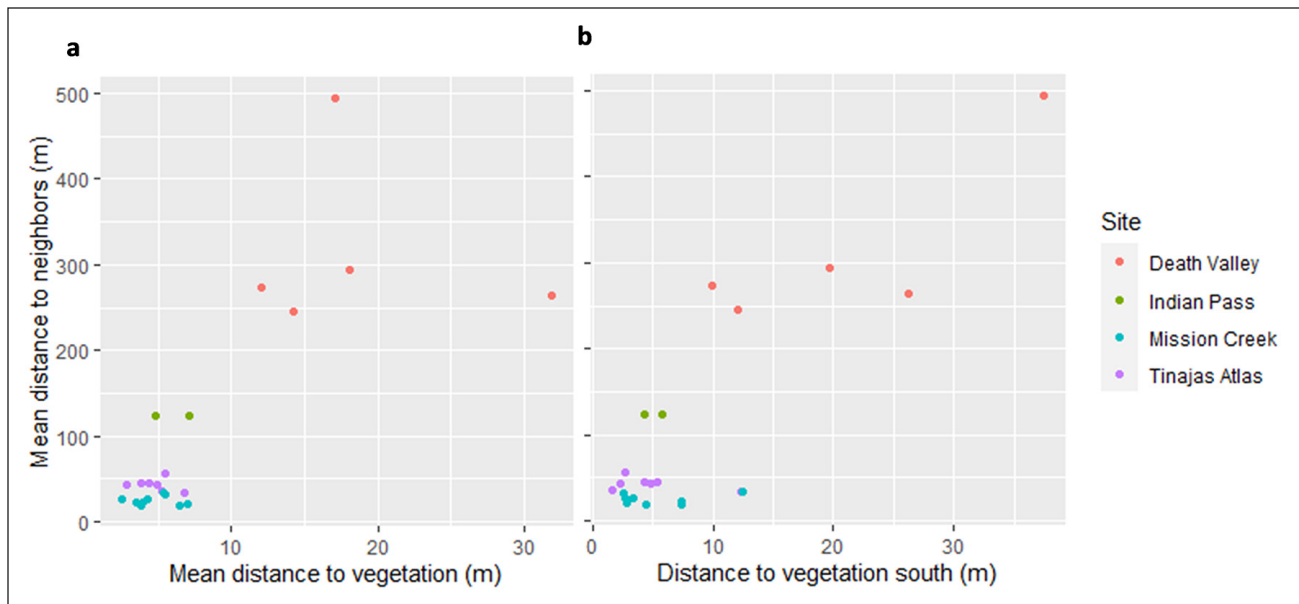 a
b
Mean distance to neighbors (m)
500
400
300
200
100
0
10
20
30
Mean distance to vegetation (m)
0
10
20
30
Distance to vegetation south (m)
Site
Death Valley
Indian Pass
Mission Creek
Tinajas Atlas